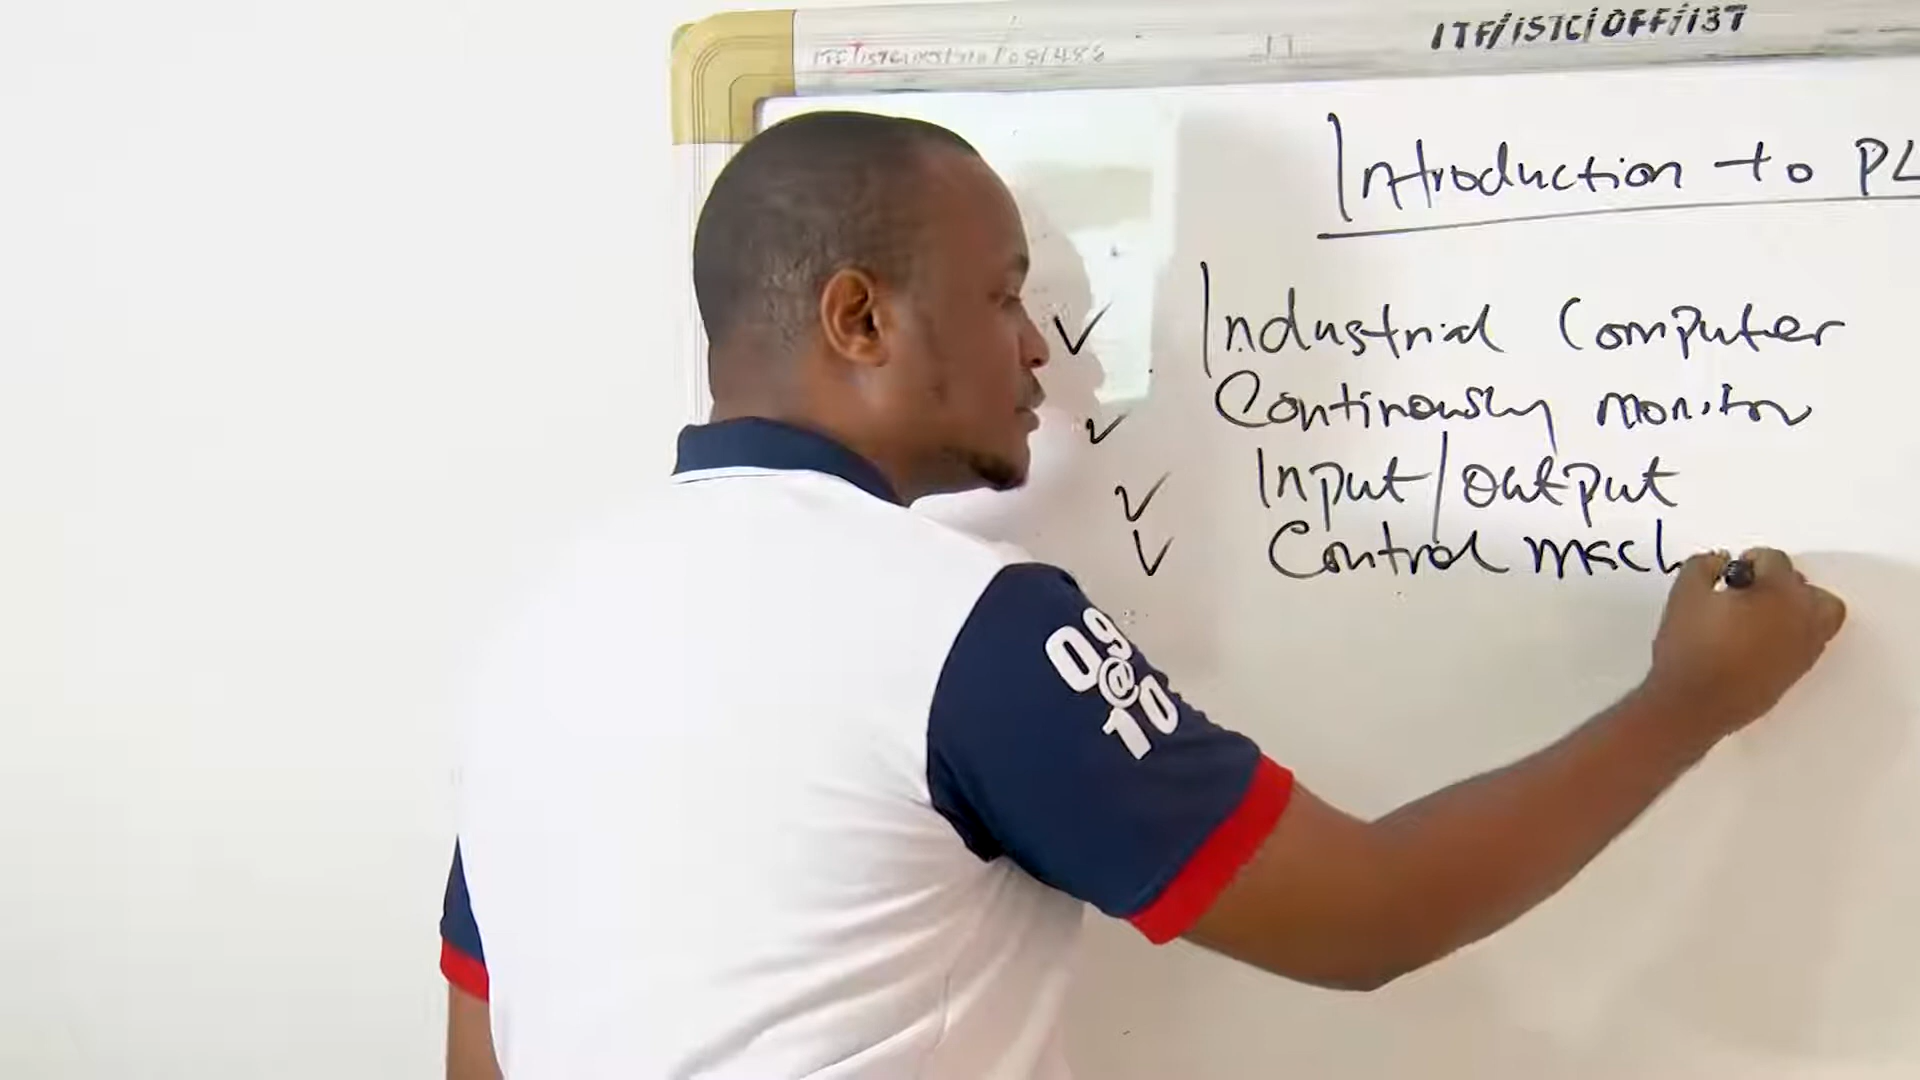 ITF/ISTC/OFF/137
Introduction to PL
✓ Industrial Computer
✓ Continously monitor
✓ Input/output
✓ Control mach
09
@
10